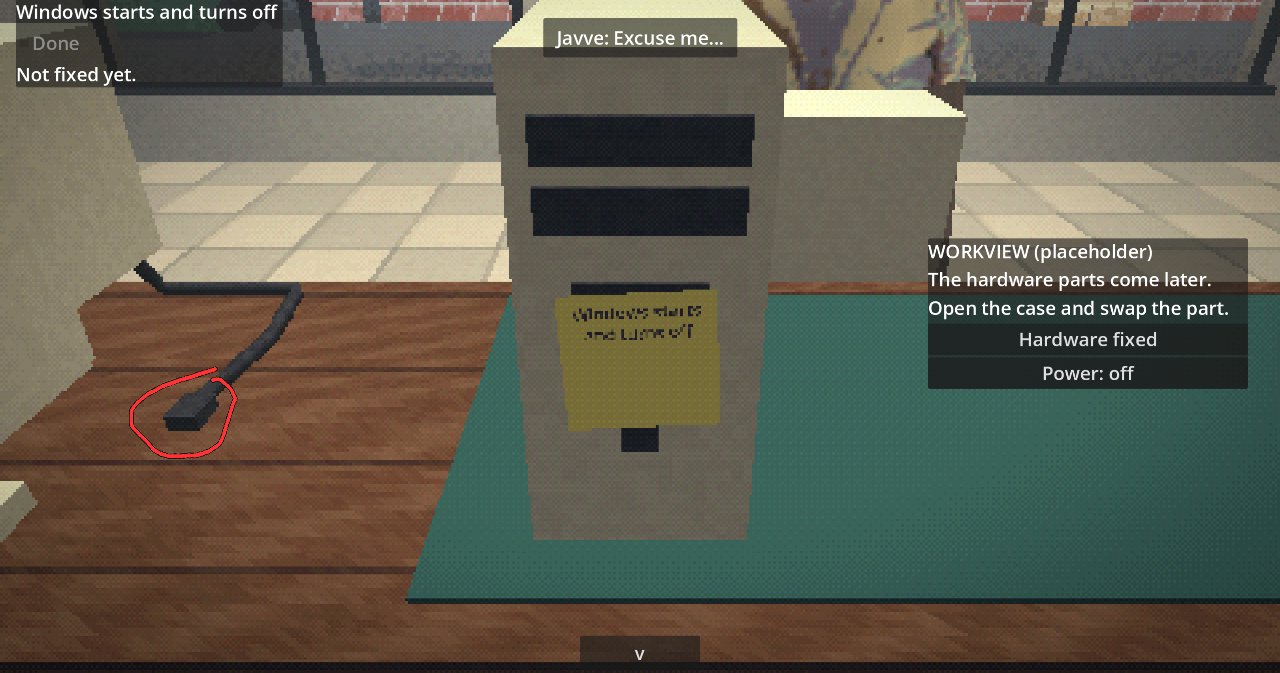 Windows starts and turns off
Done
Not fixed yet.
Javve: Excuse me...
WORKVIEW (placeholder)
The hardware parts come later.
Open the case and swap the part.
Hardware fixed
Power: off
Windows starts
and turns off
v